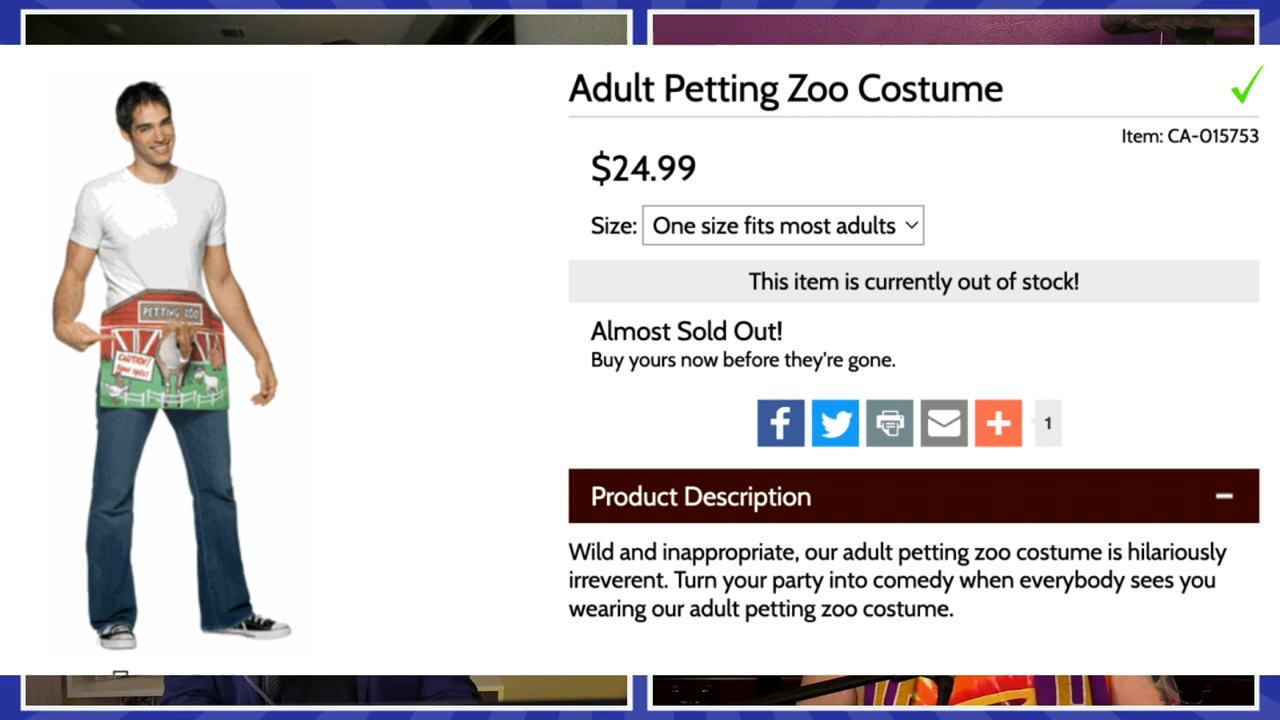 Adult Petting Zoo Costume
Item: CA-015753
$24.99
Size: One size fits most adults
This item is currently out of stock!
Almost Sold Out!
Buy yours now before they're gone.
1
Product Description
Wild and inappropriate, our adult petting zoo costume is hilariously
irreverent. Turn your party into comedy when everybody sees you
wearing our adult petting zoo costume.
PETTING ZOO
CAUTION!